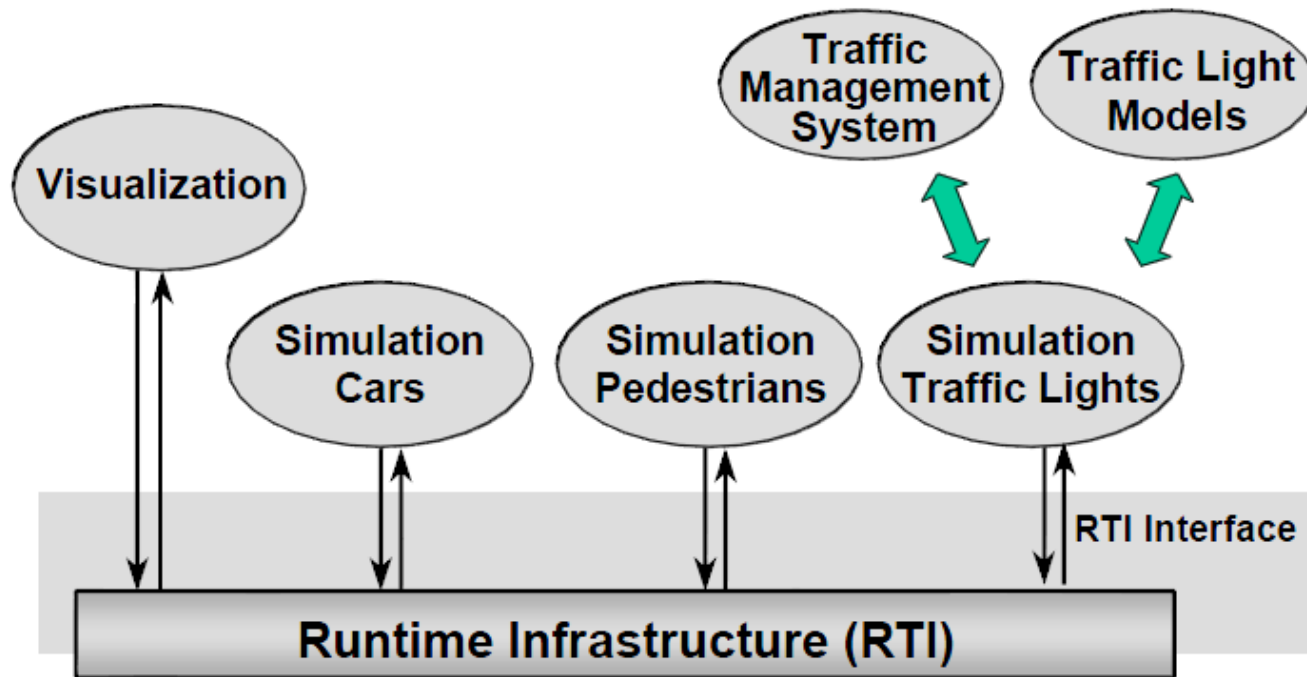 Traffic
Management
System
Traffic Light
Models
Visualization
Simulation
Cars
Simulation
Pedestrians
Simulation
Traffic Lights
RTI Interface
Runtime Infrastructure (RTI)